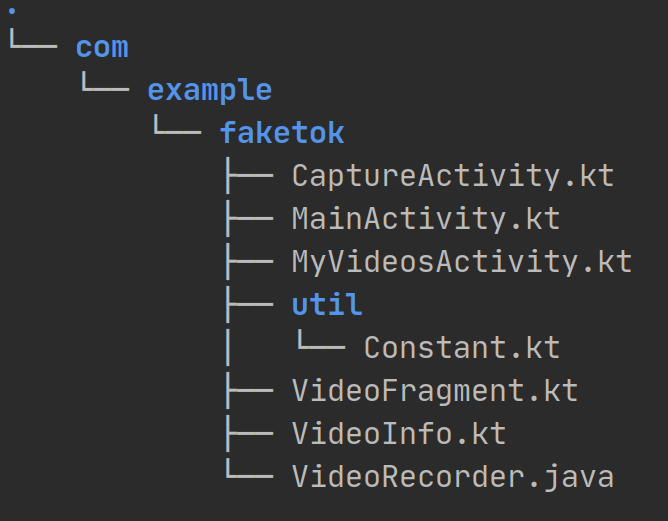 .
└── com
    └── example
        └── faketok
            ├── CaptureActivity.kt
            ├── MainActivity.kt
            ├── MyVideosActivity.kt
            ├── util
            │   └── Constant.kt
            ├── VideoFragment.kt
            ├── VideoInfo.kt
            └── VideoRecorder.java